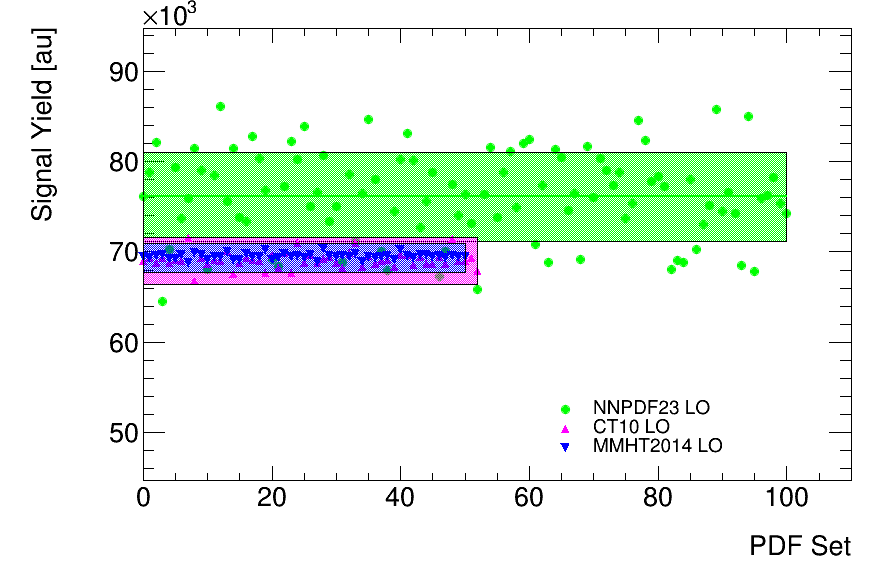 ×10³
Signal Yield [au]
90
80
70
60
50
NNPDF23 LO
CT10 LO
MMHT2014 LO
0 20 40 60 80 100
PDF Set